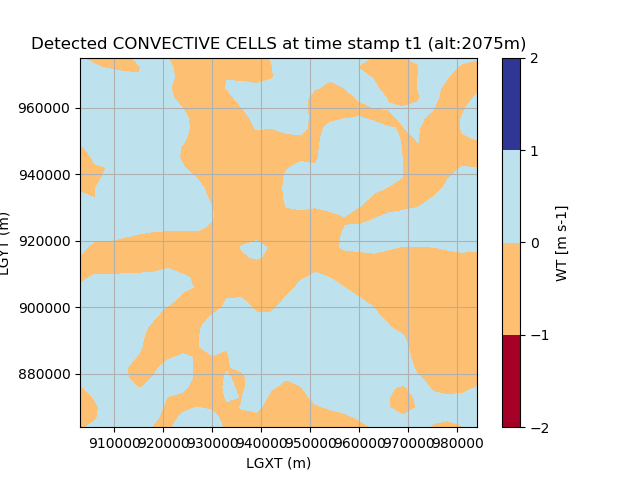 Detected CONVECTIVE CELLS at time stamp t1 (alt:2075m)
960000
940000
920000
900000
880000
LGYT (m)
910000 920000 930000 940000 950000 960000 970000 980000
LGXT (m)
2
1
0
−1
−2
WT [m s-1]